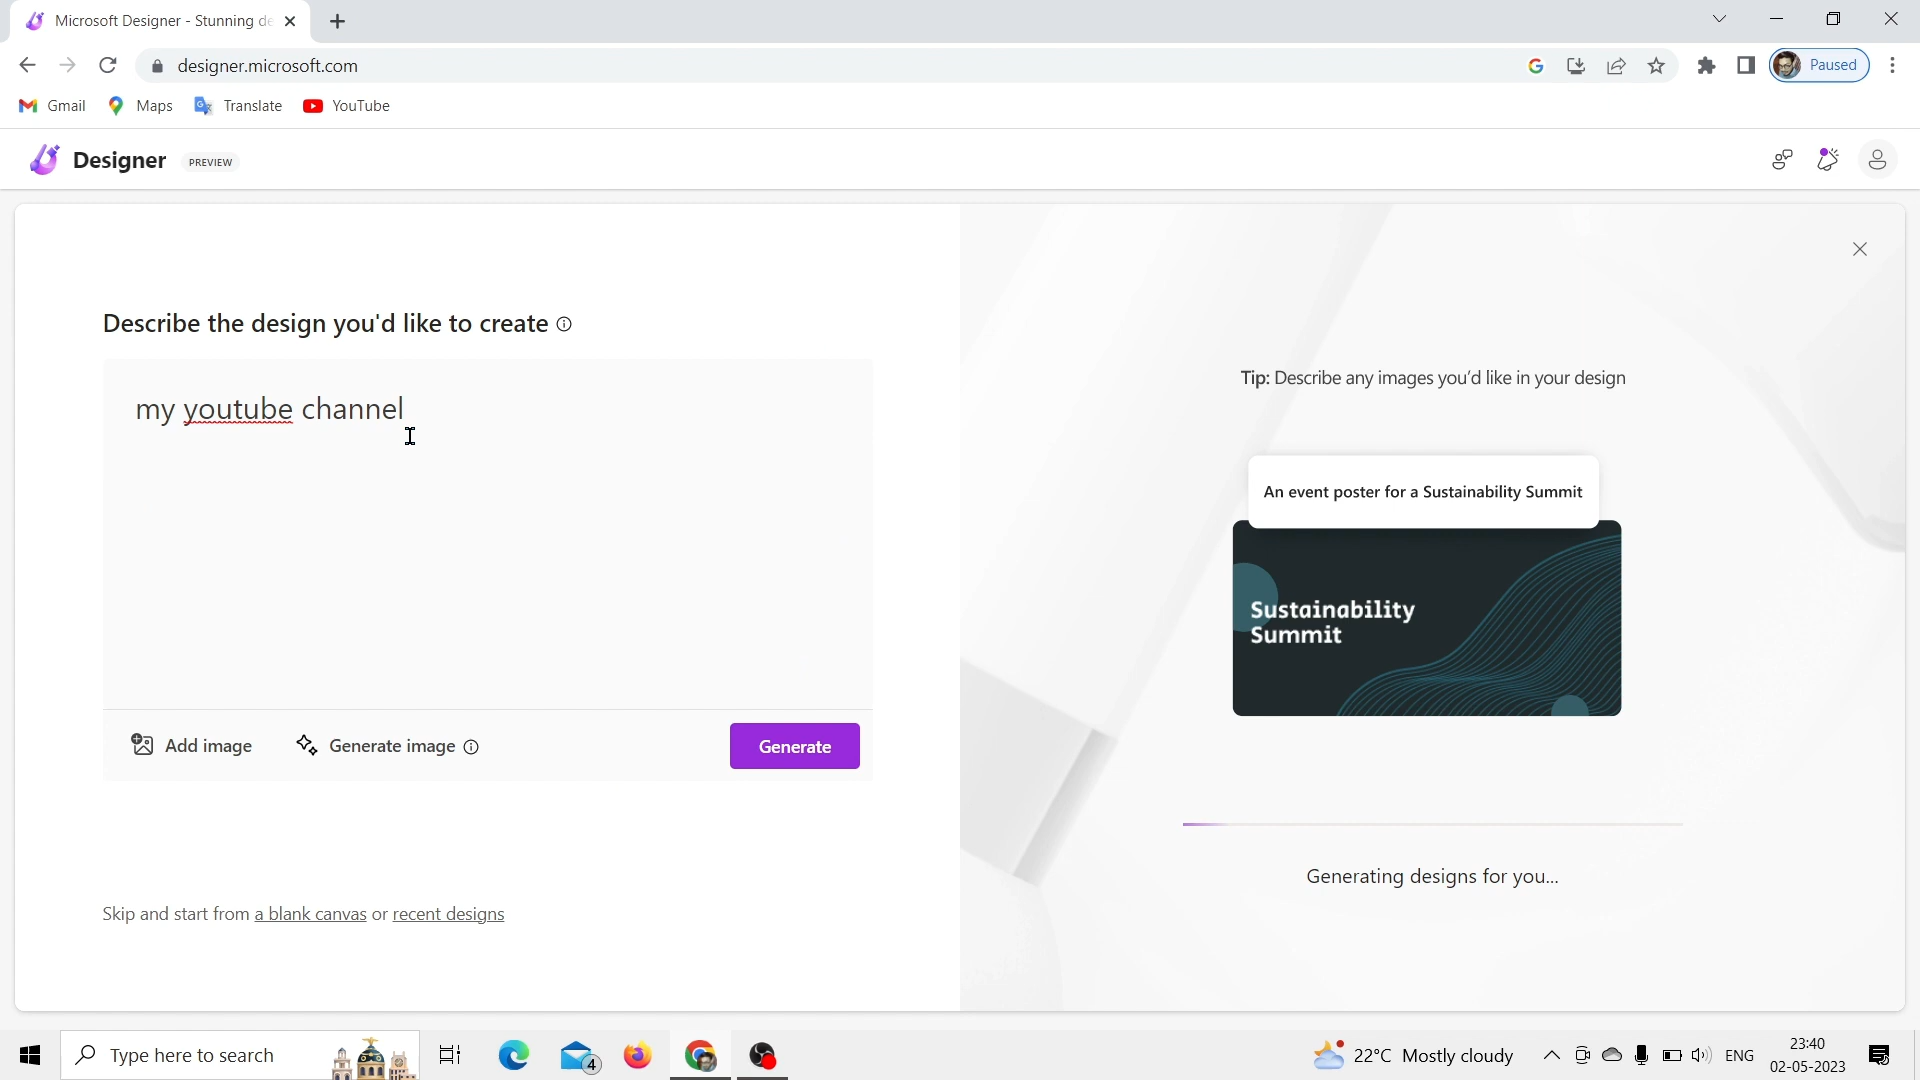 Microsoft Designer - Stunning de
designer.microsoft.com
Paused
Gmail
Maps
Translate
YouTube
Designer
PREVIEW
Describe the design you'd like to create
my youtube channel
Add image
Generate image
Generate
Skip and start from a blank canvas or recent designs
Tip: Describe any images you'd like in your design
An event poster for a Sustainability Summit
Sustainability
Summit
Generating designs for you...
Type here to search
4
22°C Mostly cloudy
ENG
23:40
02-05-2023